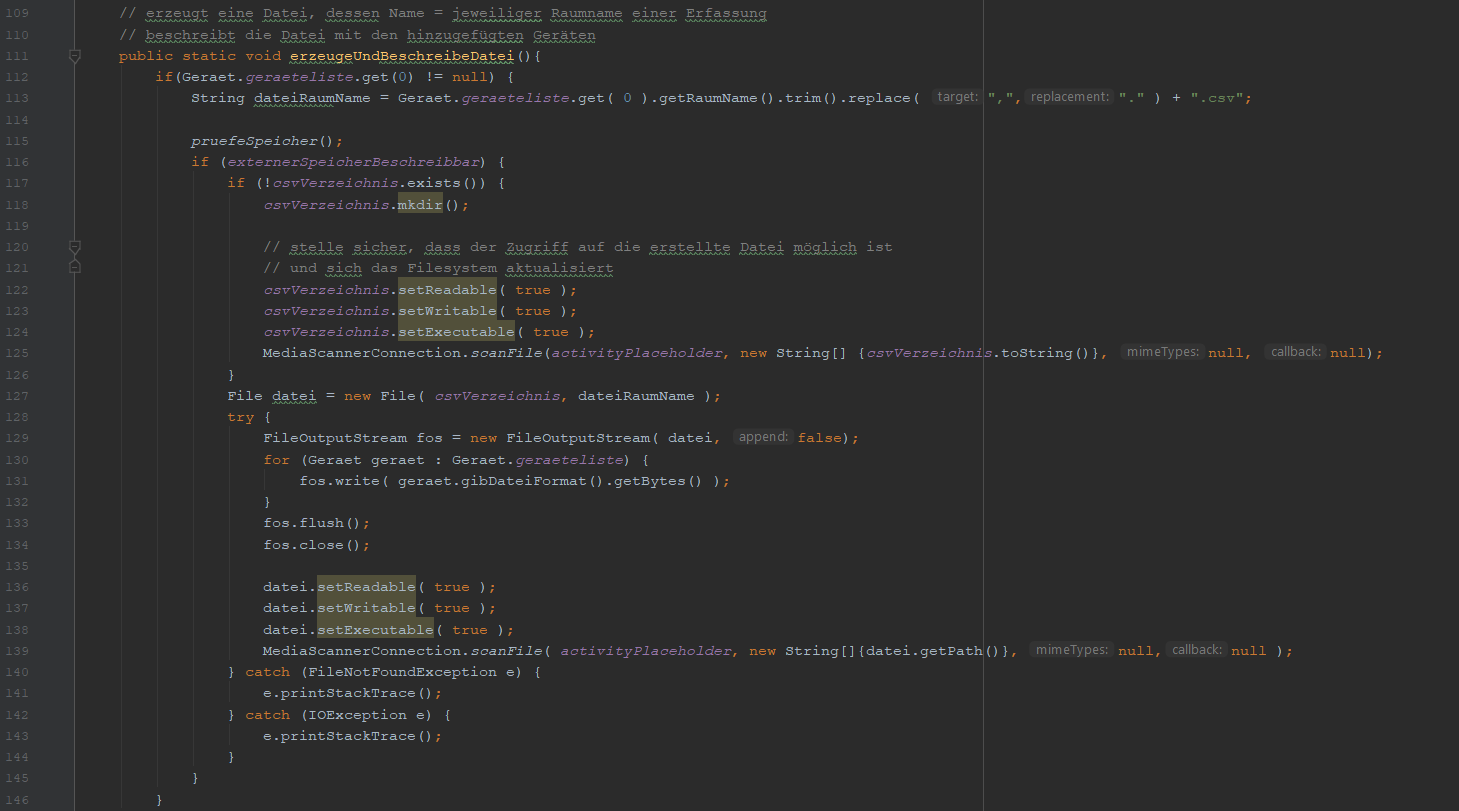 109 // erzeugt eine Datei, dessen Name = jeweiliger Raumname einer Erfassung
110 // beschreibt die Datei mit den hinzugefügten Geräten
111 public static void erzeugeUndBeschreibeDatei(){
112 if(Geraet.geraeteliste.get(0) != null) {
113 String dateiRaumName = Geraet.geraeteliste.get( 0 ).getRaumName().trim().replace( target: ",", replacement: "." ) + ".csv";
114
115 pruefeSpeicher();
116 if (externerSpeicherBeschreibbar) {
117 if (!csvVerzeichnis.exists()) {
118 csvVerzeichnis.mkdir();
119
120 // stelle sicher, dass der Zugriff auf die erstellte Datei möglich ist
121 // und sich das Filesystem aktualisiert
122 csvVerzeichnis.setReadable( true );
123 csvVerzeichnis.setWritable( true );
124 csvVerzeichnis.setExecutable( true );
125 MediaScannerConnection.scanFile(activityPlaceholder, new String[] {csvVerzeichnis.toString()}, mimeTypes: null, callback: null);
126 }
127 File datei = new File( csvVerzeichnis, dateiRaumName );
128 try {
129 FileOutputStream fos = new FileOutputStream( datei, append: false);
130 for (Geraet geraet : Geraet.geraeteliste) {
131 fos.write( geraet.gibDateiFormat().getBytes() );
132 }
133 fos.flush();
134 fos.close();
135
136 datei.setReadable( true );
137 datei.setWritable( true );
138 datei.setExecutable( true );
139 MediaScannerConnection.scanFile( activityPlaceholder, new String[]{datei.getPath()}, mimeTypes: null, callback: null );
140 } catch (FileNotFoundException e) {
141 e.printStackTrace();
142 } catch (IOException e) {
143 e.printStackTrace();
144 }
145 }
146 }